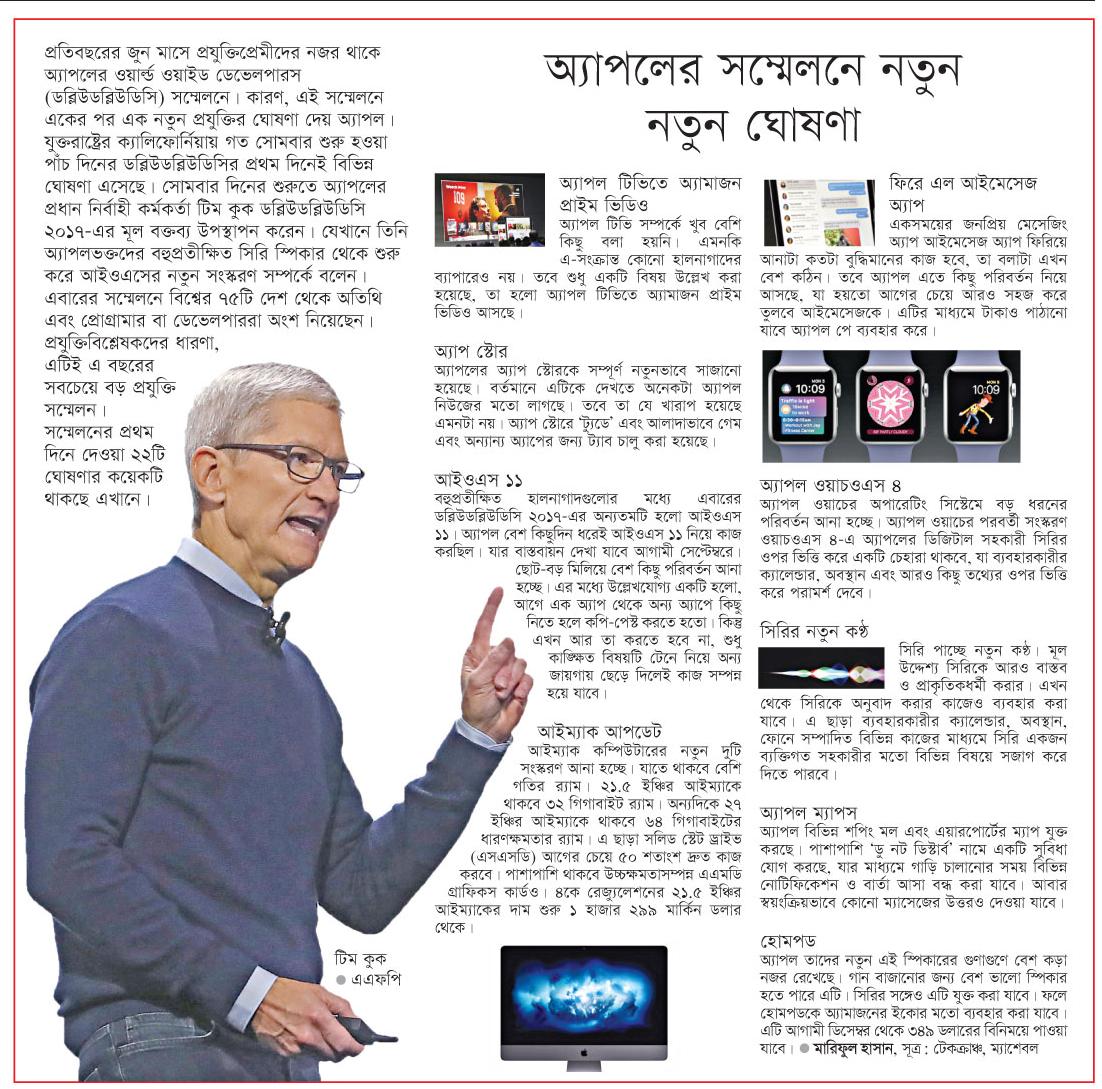 প্রতিবছরের জুন মাসে প্রযুক্তিপ্রেমীদের নজর থাকে
অ্যাপলের ওয়ার্ল্ড ওয়াইড ডেভেলপারস
(ডব্লিউডব্লিউডিসি) সম্মেলনে। কারণ, এই সম্মেলনে
একের পর এক নতুন প্রযুক্তির ঘোষণা দেয় অ্যাপল।
যুক্তরাষ্ট্রের ক্যালিফোর্নিয়ায় গত সোমবার শুরু হওয়া
পাঁচ দিনের ডব্লিউডব্লিউডিসির প্রথম দিনেই বিভিন্ন
ঘোষণা এসেছে। সোমবার দিনের শুরুতে অ্যাপলের
প্রধান নির্বাহী কর্মকর্তা টিম কুক ডব্লিউডব্লিউডিসি
২০১৭-এর মূল বক্তব্য উপস্থাপন করেন। যেখানে তিনি
অ্যাপলভক্তদের বহুপ্রতীক্ষিত সিরি স্পিকার থেকে শুরু
করে আইওএসের নতুন সংস্করণ সম্পর্কে বলেন।
এবারের সম্মেলনে বিশ্বের ৭৫টি দেশ থেকে অতিথি
এবং প্রোগ্রামার বা ডেভেলপাররা অংশ নিয়েছেন।
প্রযুক্তিবিশ্লেষকদের ধারণা,
এটিই এ বছরের
সবচেয়ে বড় প্রযুক্তি
সম্মেলন।
সম্মেলনের প্রথম
দিনে দেওয়া ২২টি
ঘোষণার কয়েকটি
থাকছে এখানে।
টিম কুক
● এএফপি
অ্যাপলের সম্মেলনে নতুন
নতুন ঘোষণা
অ্যাপল টিভিতে অ্যামাজন
প্রাইম ভিডিও
অ্যাপল টিভি সম্পর্কে খুব বেশি
কিছু বলা হয়নি। এমনকি
এ-সংক্রান্ত কোনো হালনাগাদের
ব্যাপারেও নয়। তবে শুধু একটি বিষয় উল্লেখ করা
হয়েছে, তা হলো অ্যাপল টিভিতে অ্যামাজন প্রাইম
ভিডিও আসছে।
অ্যাপ স্টোর
অ্যাপলের অ্যাপ স্টোরকে সম্পূর্ণ নতুনভাবে সাজানো
হয়েছে। বর্তমানে এটিকে দেখতে অনেকটা অ্যাপল
নিউজের মতো লাগছে। তবে তা যে খারাপ হয়েছে
এমনটা নয়। অ্যাপ স্টোরে ‘ট্যুডে’ এবং আলাদাভাবে গেম
এবং অন্যান্য অ্যাপের জন্য ট্যাব চালু করা হয়েছে।
আইওএস ১১
বহুপ্রতীক্ষিত হালনাগাদগুলোর মধ্যে এবারের
ডব্লিউডব্লিউডিসি ২০১৭-এর অন্যতমটি হলো আইওএস
১১। অ্যাপল বেশ কিছুদিন ধরেই আইওএস ১১ নিয়ে কাজ
করছিল। যার বাস্তবায়ন দেখা যাবে আগামী সেপ্টেম্বরে।
ছোট-বড় মিলিয়ে বেশ কিছু পরিবর্তন আনা
হচ্ছে। এর মধ্যে উল্লেখযোগ্য একটি হলো,
আগে এক অ্যাপ থেকে অন্য অ্যাপে কিছু
নিতে হলে কপি-পেস্ট করতে হতো। কিন্তু
এখন আর তা করতে হবে না, শুধু
কাঙ্ক্ষিত বিষয়টি টেনে নিয়ে অন্য
জায়গায় ছেড়ে দিলেই কাজ সম্পন্ন
হয়ে যাবে।
আইম্যাক আপডেট
আইম্যাক কম্পিউটারের নতুন দুটি
সংস্করণ আনা হচ্ছে। যাতে থাকবে বেশি
গতির র‍্যাম। ২১.৫ ইঞ্চির আইম্যাকে
থাকবে ৩২ গিগাবাইট র‍্যাম। অন্যদিকে ২৭
ইঞ্চির আইম্যাকে থাকবে ৬৪ গিগাবাইটের
ধারণক্ষমতার র‍্যাম। এ ছাড়া সলিড স্টেট ড্রাইভ
(এসএসডি) আগের চেয়ে ৫০ শতাংশ দ্রুত কাজ
করবে। পাশাপাশি থাকবে উচ্চক্ষমতাসম্পন্ন এএমডি
গ্রাফিকস কার্ডও। ৪কে রেজ্যুলেশনের ২১.৫ ইঞ্চির
আইম্যাকের দাম শুরু ১ হাজার ২৯৯ মার্কিন ডলার
থেকে।
ফিরে এল আইমেসেজ
অ্যাপ
একসময়ের জনপ্রিয় মেসেজিং
অ্যাপ আইমেসেজ অ্যাপ ফিরিয়ে
আনাটা কতটা বুদ্ধিমানের কাজ হবে, তা বলাটা এখন
বেশ কঠিন। তবে অ্যাপল এতে কিছু পরিবর্তন নিয়ে
আসছে, যা হয়তো আগের চেয়ে আরও সহজ করে
তুলবে আইমেসেজকে। এটির মাধ্যমে টাকাও পাঠানো
যাবে অ্যাপল পে ব্যবহার করে।
10:09
10:09
অ্যাপল ওয়াচওএস ৪
অ্যাপল ওয়াচের অপারেটিং সিস্টেমে বড় ধরনের
পরিবর্তন আনা হচ্ছে। অ্যাপল ওয়াচের পরবর্তী সংস্করণ
ওয়াচওএস ৪-এ অ্যাপলের ডিজিটাল সহকারী সিরির
ওপর ভিত্তি করে একটি চেহারা থাকবে, যা ব্যবহারকারীর
ক্যালেন্ডার, অবস্থান এবং আরও কিছু তথ্যের ওপর ভিত্তি
করে পরামর্শ দেবে।
সিরির নতুন কণ্ঠ
সিরি পাচ্ছে নতুন কণ্ঠ। মূল
উদ্দেশ্য সিরিকে আরও বাস্তব
ও প্রাকৃতিকধর্মী করার। এখন
থেকে সিরিকে অনুবাদ করার কাজেও ব্যবহার করা
যাবে। এ ছাড়া ব্যবহারকারীর ক্যালেন্ডার, অবস্থান,
ফোনে সম্পাদিত বিভিন্ন কাজের মাধ্যমে সিরি একজন
ব্যক্তিগত সহকারীর মতো বিভিন্ন বিষয়ে সজাগ করে
দিতে পারবে।
অ্যাপল ম্যাপস
অ্যাপল বিভিন্ন শপিং মল এবং এয়ারপোর্টের ম্যাপ যুক্ত
করছে। পাশাপাশি ‘ডু নট ডিস্টার্ব’ নামে একটি সুবিধা
যোগ করছে, যার মাধ্যমে গাড়ি চালানোর সময় বিভিন্ন
নোটিফিকেশন ও বার্তা আসা বন্ধ করা যাবে। আবার
স্বয়ংক্রিয়ভাবে কোনো ম্যাসেজের উত্তরও দেওয়া যাবে।
হোমপড
অ্যাপল তাদের নতুন এই স্পিকারের গুণাগুণে বেশ কড়া
নজর রেখেছে। গান বাজানোর জন্য বেশ ভালো স্পিকার
হতে পারে এটি। সিরির সঙ্গেও এটি যুক্ত করা যাবে। ফলে
হোমপডকে অ্যামাজনের ইকোর মতো ব্যবহার করা যাবে।
এটি আগামী ডিসেম্বর থেকে ৩৪৯ ডলারের বিনিময়ে পাওয়া
যাবে। ● মারিফুল হাসান, সূত্র: টেকক্রাঞ্চ, ম্যাশেবল